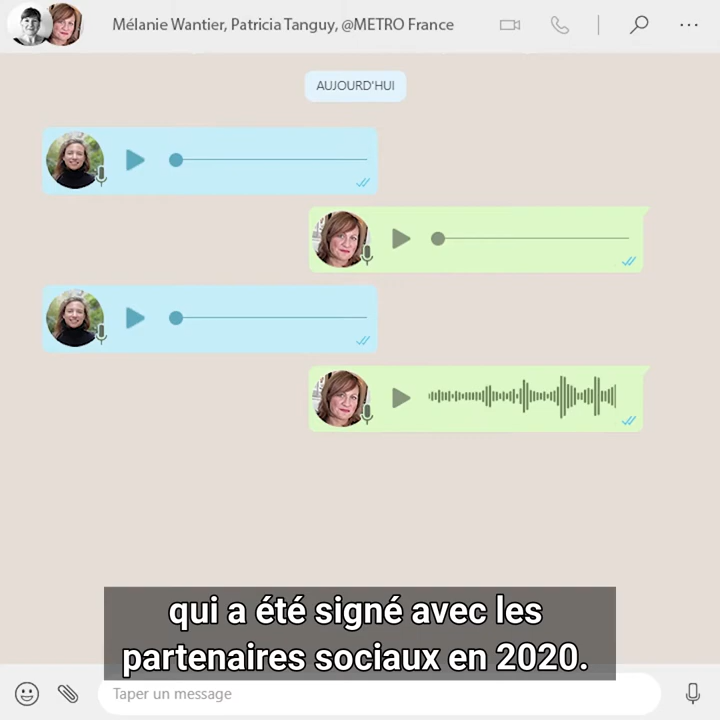 Mélanie Wantier, Patricia Tanguy, @METRO France
AUJOURD'HUI
qui a été signé avec les
partenaires sociaux en 2020.
Taper un message